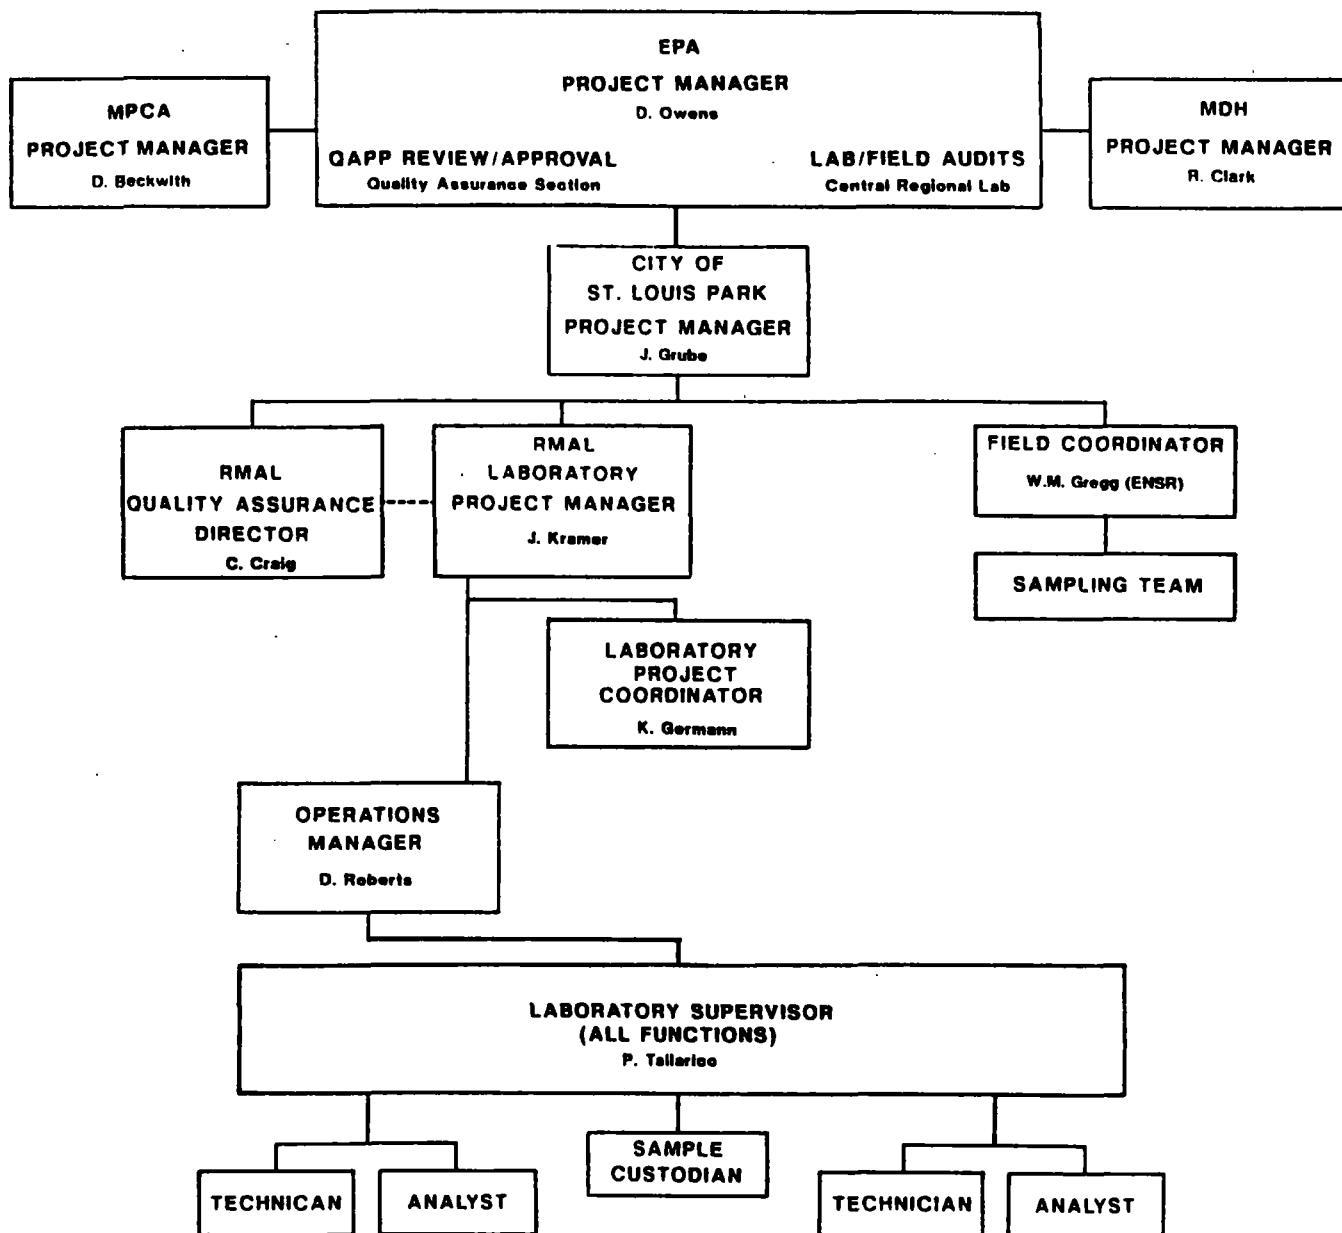 EPA
PROJECT MANAGER
D. Owens
QAPP REVIEW/APPROVAL
Quality Assurance Section
LAB/FIELD AUDITS
Central Regional Lab
MPCA
PROJECT MANAGER
D. Beckwith
MDH
PROJECT MANAGER
R. Clark
CITY OF
ST. LOUIS PARK
PROJECT MANAGER
J. Grube
RMAL
QUALITY ASSURANCE
DIRECTOR
C. Craig
RMAL
LABORATORY
PROJECT MANAGER
J. Kramer
FIELD COORDINATOR
W.M. Gregg (ENSR)
SAMPLING TEAM
LABORATORY
PROJECT
COORDINATOR
K. Germann
OPERATIONS
MANAGER
D. Roberts
LABORATORY SUPERVISOR
(ALL FUNCTIONS)
P. Tallarico
TECHNICAN
ANALYST
SAMPLE
CUSTODIAN
TECHNICIAN
ANALYST